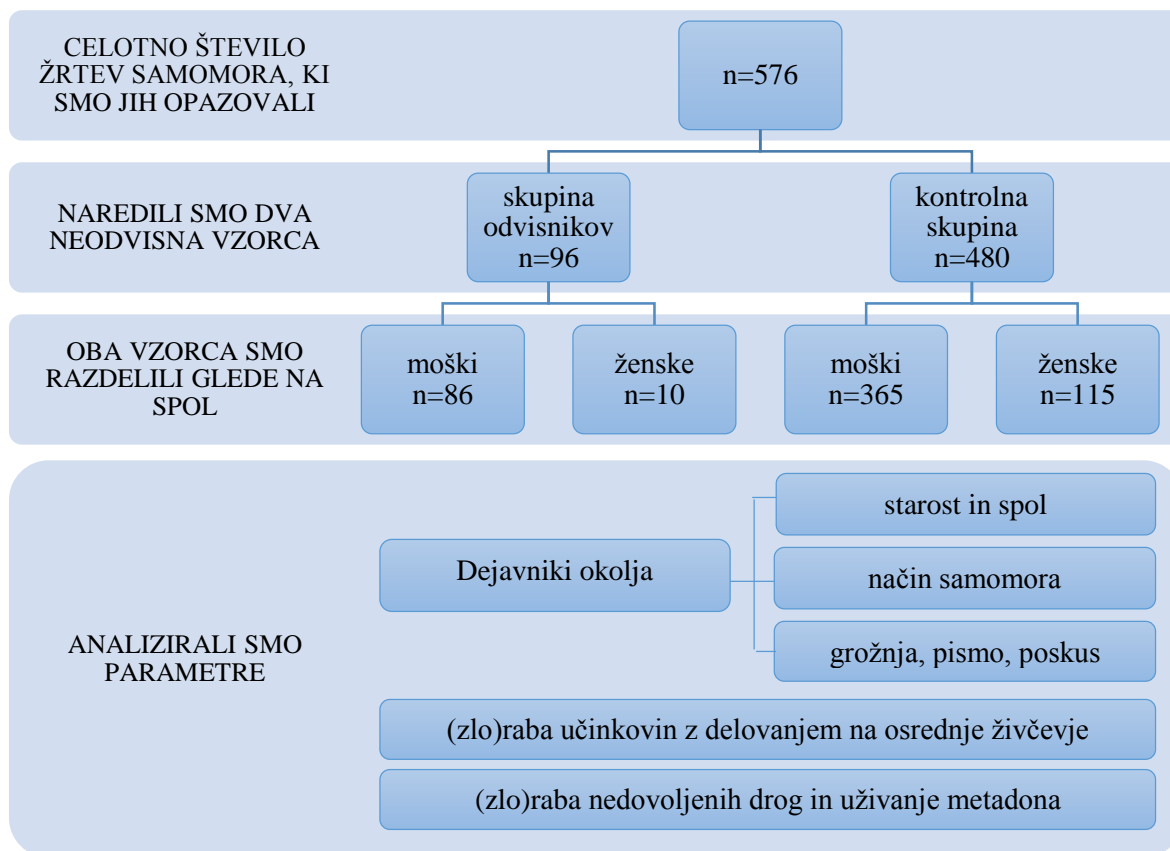 CELOTNO ŠTEVILO
ŽRTEV SAMOMORA, KI
SMO JIH OPAZOVALI
n=576
NAREDILI SMO DVA
NEODVISNA VZORCA
skupina
odvisnikov
n=96
kontrolna
skupina
n=480
OBA VZORCA SMO
RAZDELILI GLEDE NA
SPOL
moški
n=86
ženske
n=10
moški
n=365
ženske
n=115
ANALIZIRALI SMO
PARAMETRE
Dejavniki okolja
starost in spol
način samomora
grožnja, pismo, poskus
(zlo)raba učinkovin z delovanjem na osrednje živčevje
(zlo)raba nedovoljenih drog in uživanje metadona